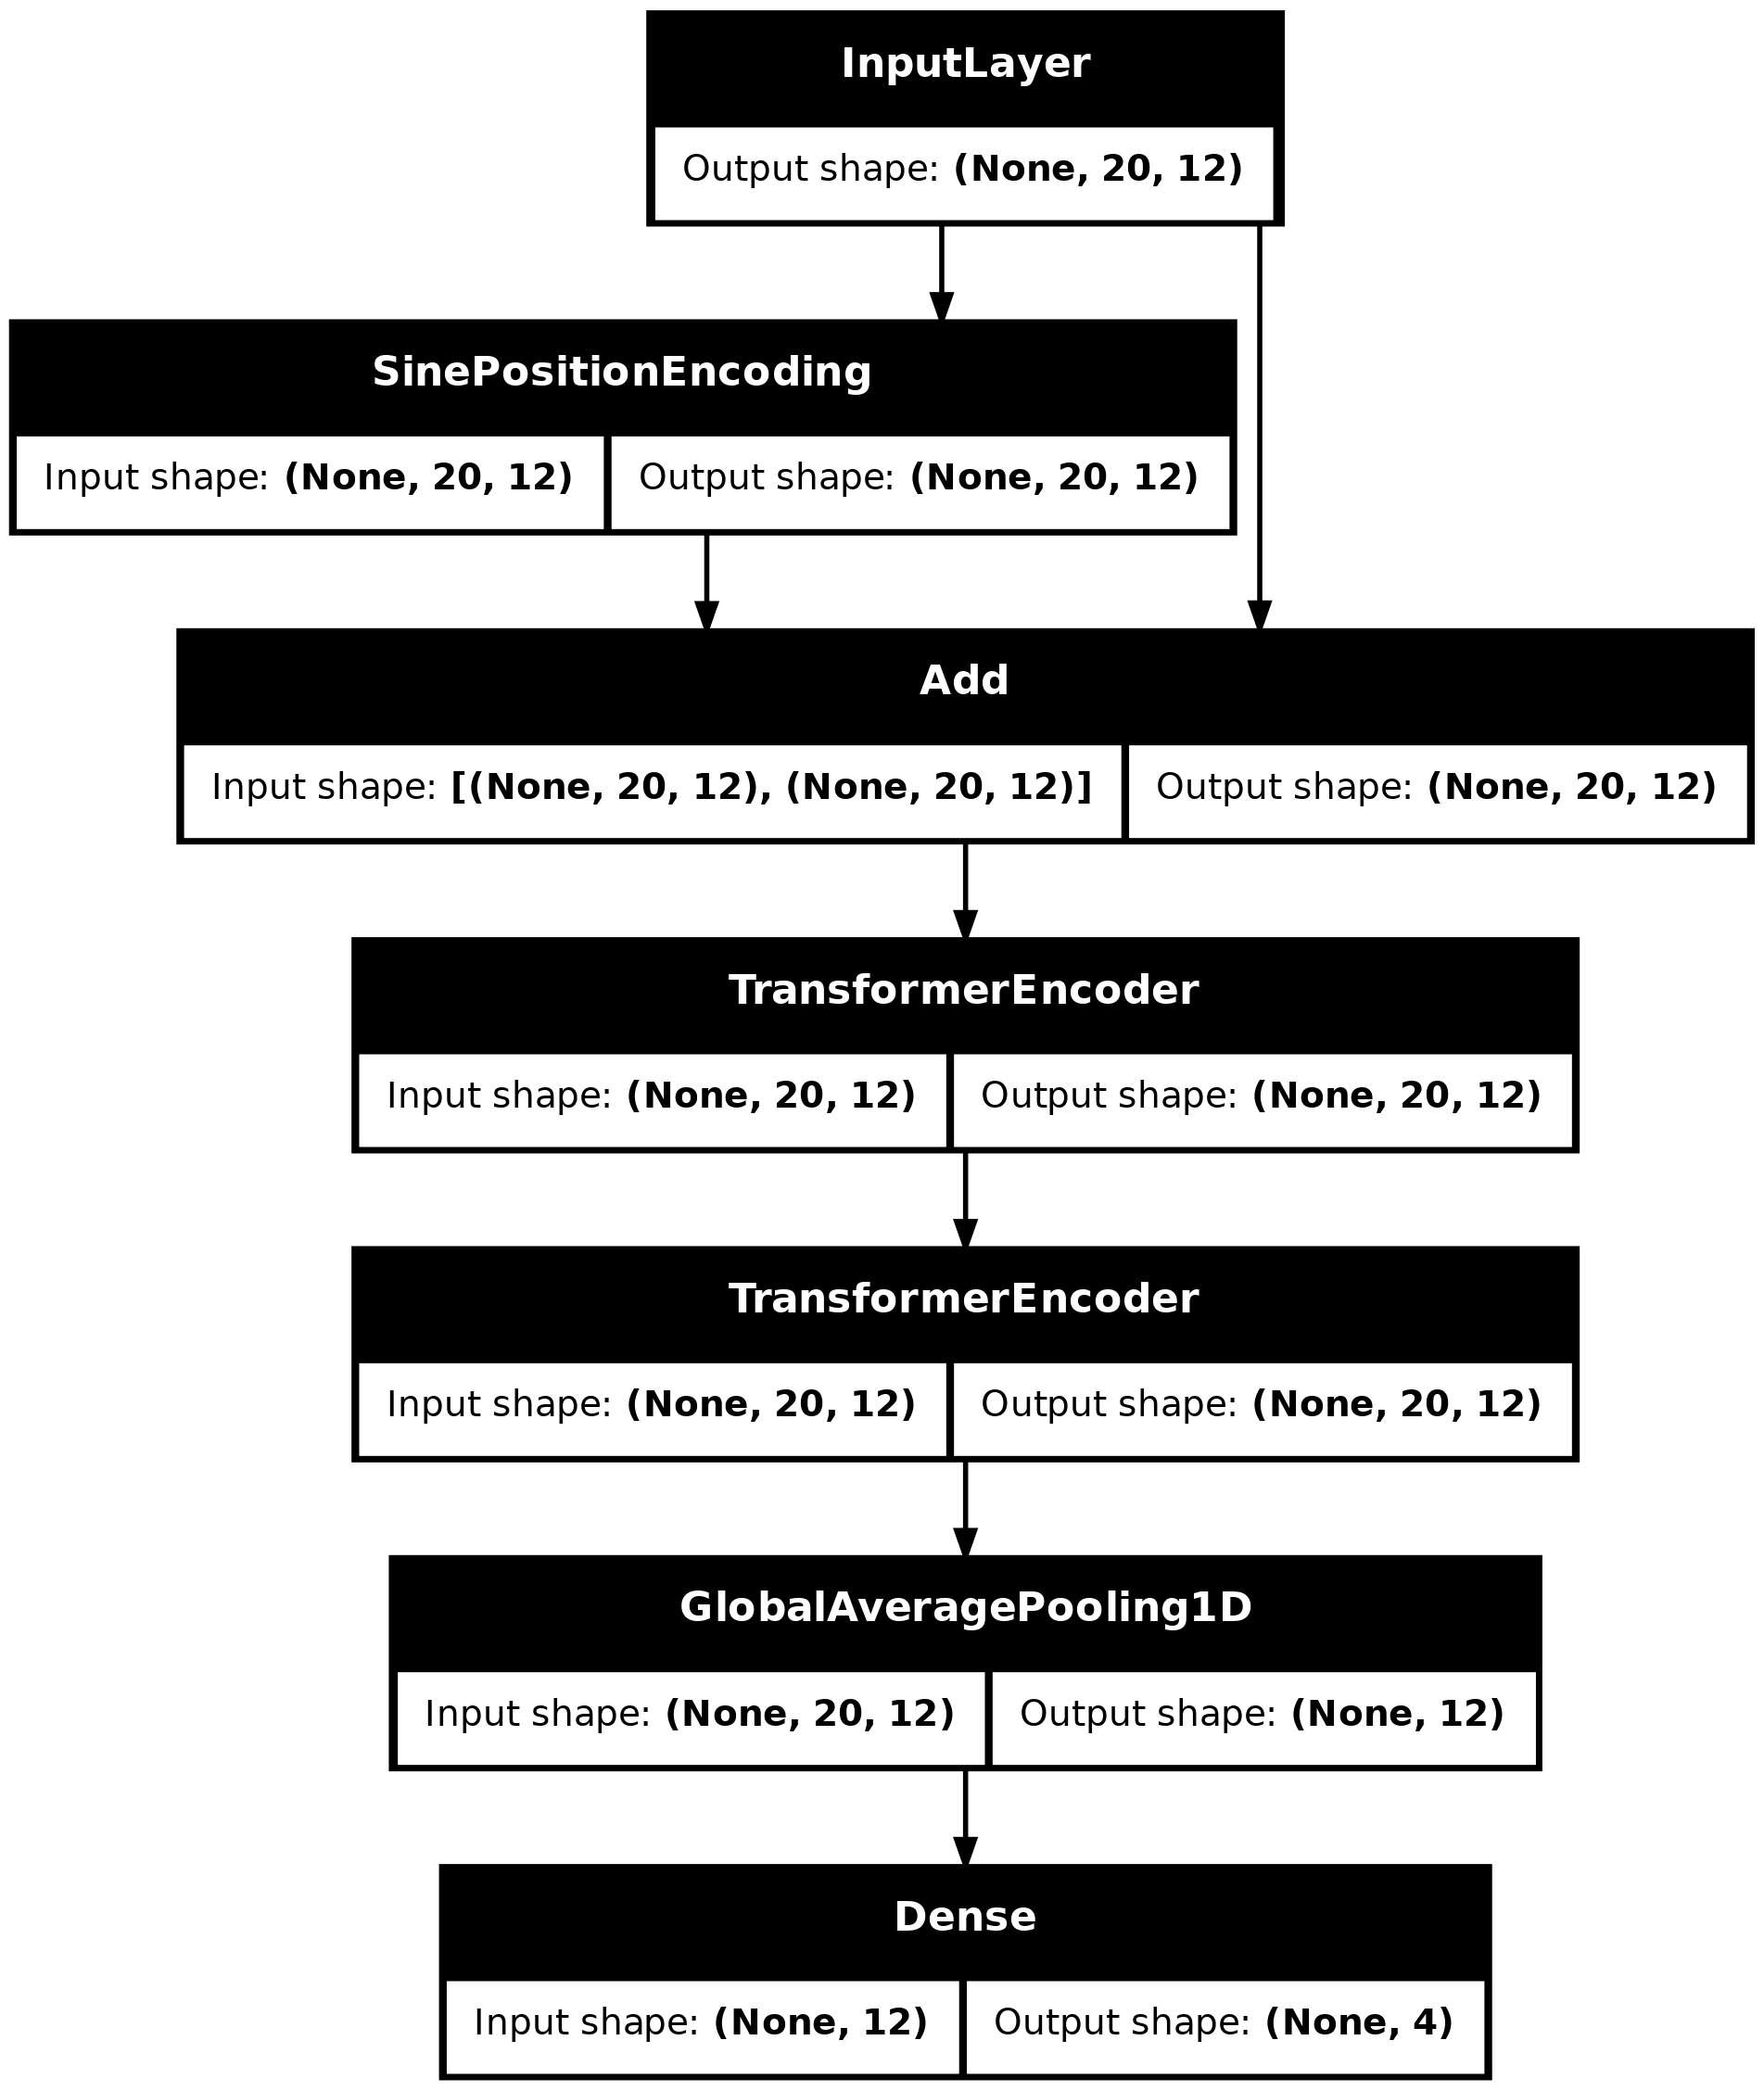 InputLayer
Output shape: (None, 20, 12)
SinePositionEncoding
Input shape: (None, 20, 12) Output shape: (None, 20, 12)
Add
Input shape: [(None, 20, 12), (None, 20, 12)] Output shape: (None, 20, 12)
TransformerEncoder
Input shape: (None, 20, 12) Output shape: (None, 20, 12)
TransformerEncoder
Input shape: (None, 20, 12) Output shape: (None, 20, 12)
GlobalAveragePooling1D
Input shape: (None, 20, 12) Output shape: (None, 12)
Dense
Input shape: (None, 12) Output shape: (None, 4)